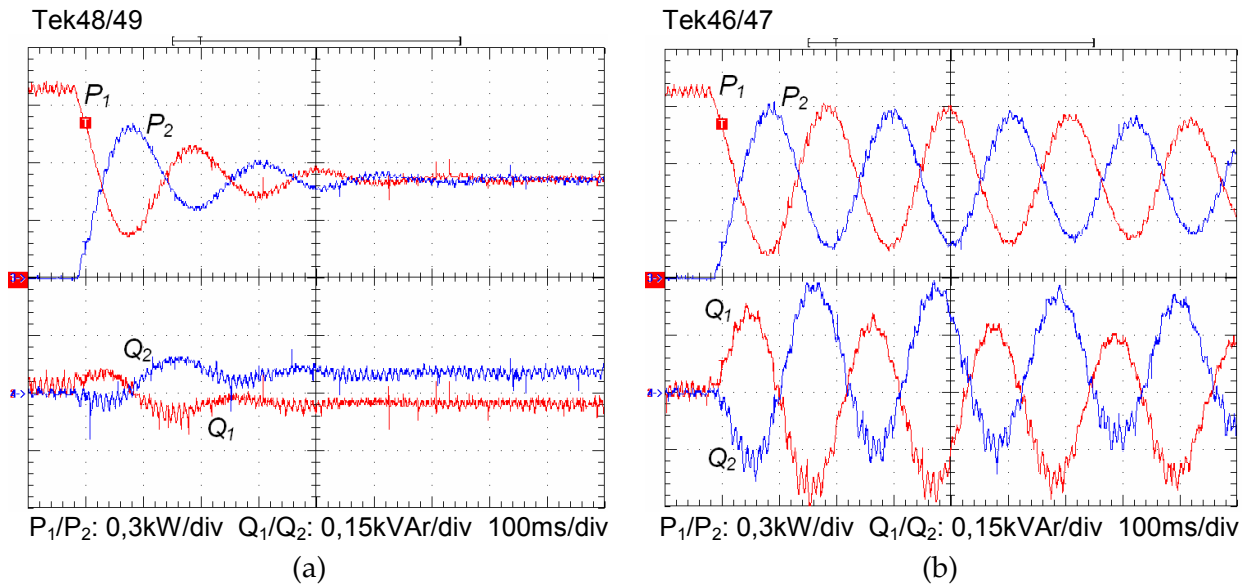 Tek48/49
P1
T
P2
1->
Q2
Q1
P1/P2: 0,3kW/div Q1/Q2: 0,15kVAr/div 100ms/div
(a)
Tek46/47
P1
P2
T
1->
Q1
Q2
P1/P2: 0,3kW/div Q1/Q2: 0,15kVAr/div 100ms/div
(b)